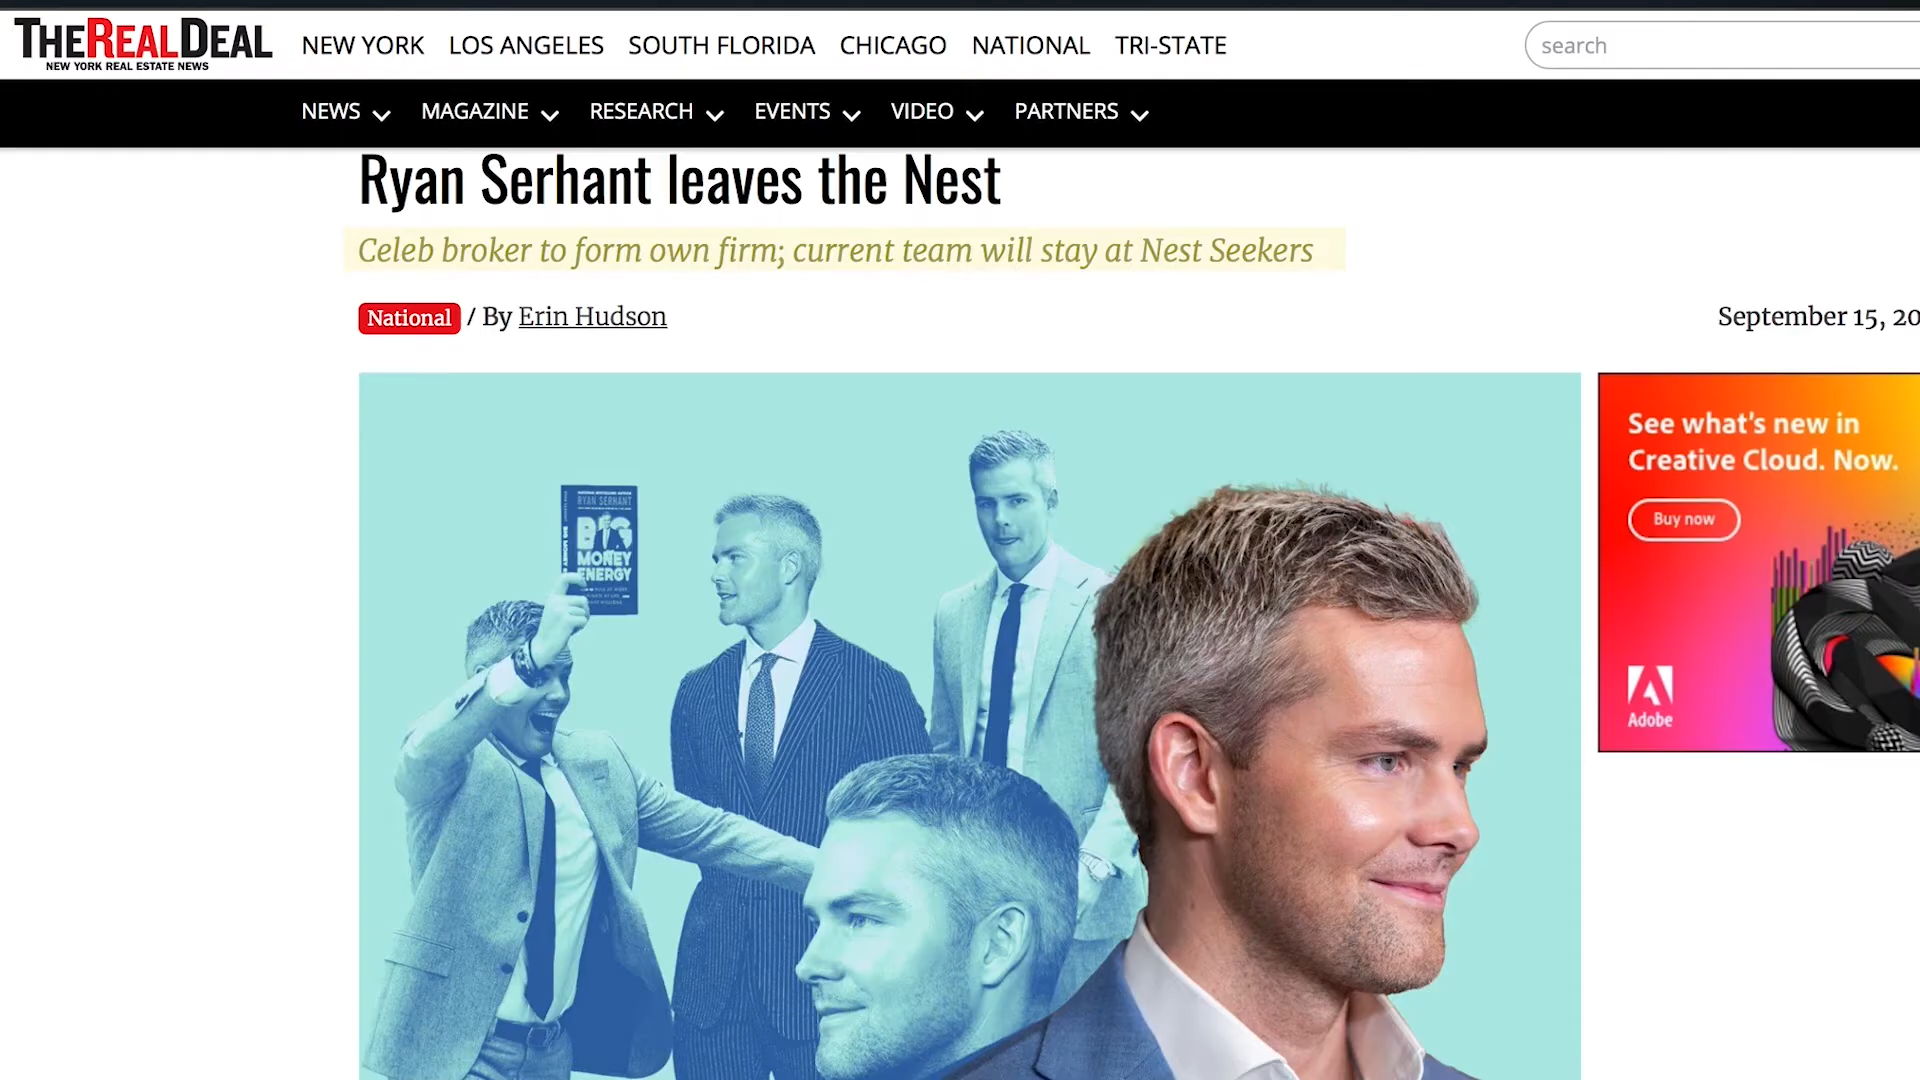 THEREALDEAL
NEW YORK REAL ESTATE NEWS
NEW YORK LOS ANGELES SOUTH FLORIDA CHICAGO NATIONAL TRI-STATE
search
NEWS MAGAZINE RESEARCH EVENTS VIDEO PARTNERS
Ryan Serhant leaves the Nest
Celeb broker to form own firm; current team will stay at Nest Seekers
National / By Erin Hudson
September 15, 20
RYAN SERHANT
BIG
MONEY
ENERGY
See what's new in
Creative Cloud. Now.
Buy now
Adobe